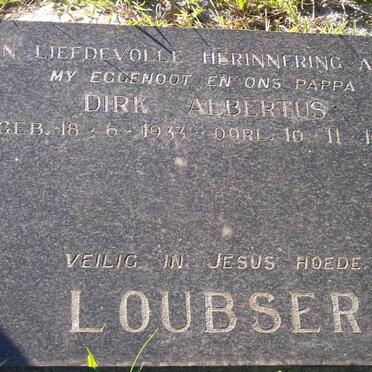 N LIEFDEVOLLE HERINNERING A
MY EGGENOOT EN ONS PAPPA
DIRK ALBERTUS
GEB. 18-6-1933 OORL. 10-11-1
VEILIG IN JESUS HOEDE
LOUBSER